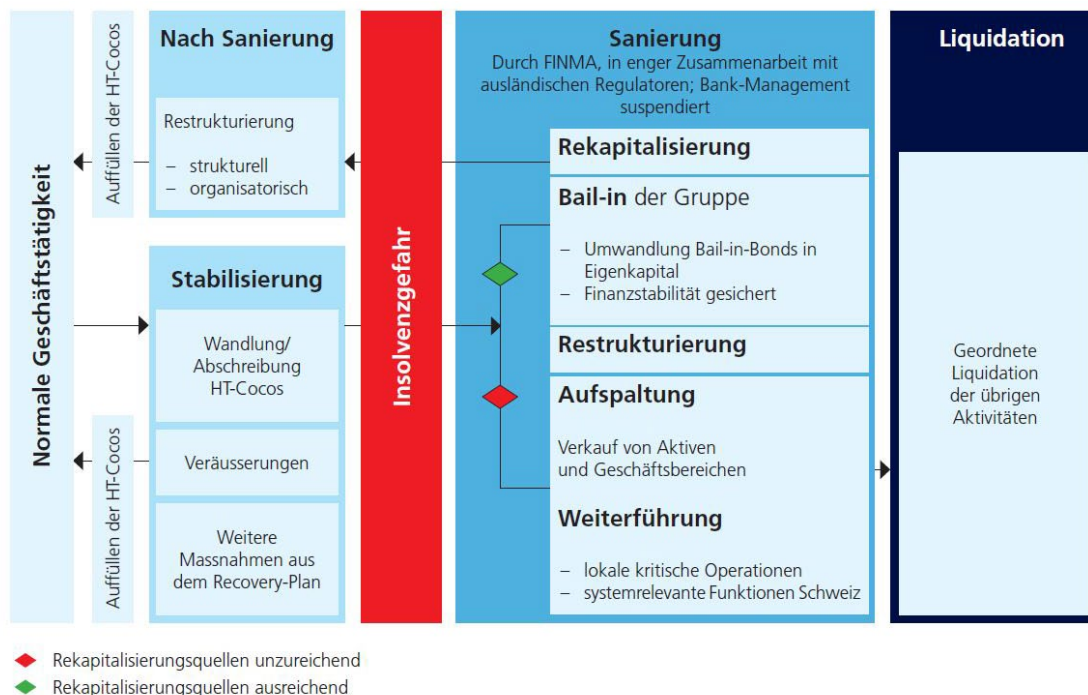 Normale Geschäftstätigkeit
Auffüllen der HT-Cocos
Nach Sanierung
Restrukturierung
– strukturell
– organisatorisch
Auffüllen der HT-Cocos
Stabilisierung
Wandlung/
Abschreibung
HT-Cocos
Veräusserungen
Weitere
Massnahmen aus
dem Recovery-Plan
Insolvenzgefahr
Sanierung
Durch FINMA, in enger Zusammenarbeit mit
ausländischen Regulatoren; Bank-Management
suspendiert
Rekapitalisierung
Bail-in der Gruppe
– Umwandlung Bail-in-Bonds in
Eigenkapital
– Finanzstabilität gesichert
Restrukturierung
Aufspaltung
Verkauf von Aktiven
und Geschäftsbereichen
Weiterführung
– lokale kritische Operationen
– systemrelevante Funktionen Schweiz
Liquidation
Geordnete
Liquidation
der übrigen
Aktivitäten
Rekapitalisierungsquellen unzureichend
Rekapitalisierungsquellen ausreichend